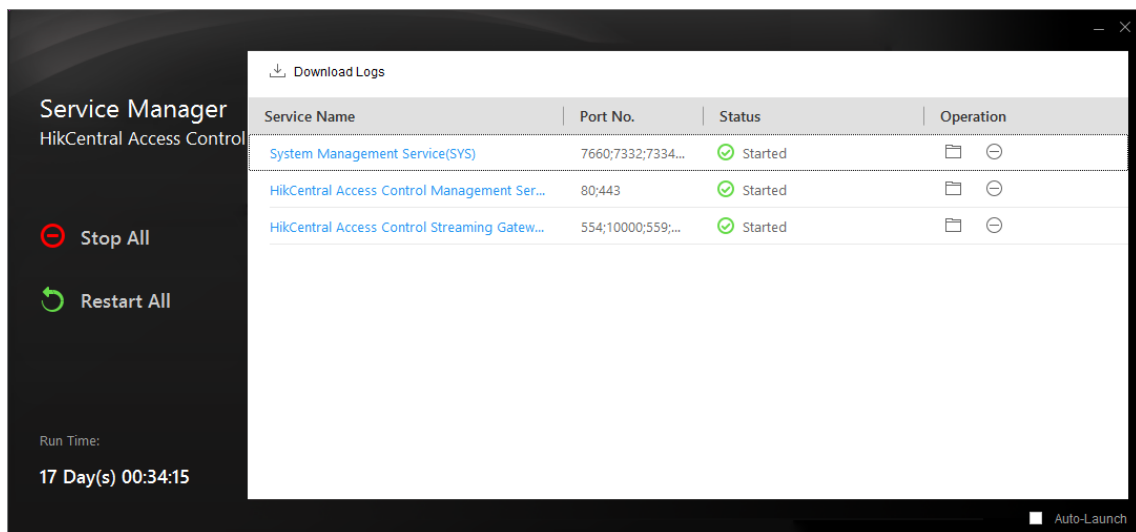 Service Manager
HikCentral Access Control
Stop All
Restart All
Run Time:
17 Day(s) 00:34:15
Download Logs
Service Name Port No. Status Operation
System Management Service(SYS) 7660;7332;7334... Started
HikCentral Access Control Management Ser... 80;443 Started
HikCentral Access Control Streaming Gatew... 554;10000;559;... Started
Auto-Launch